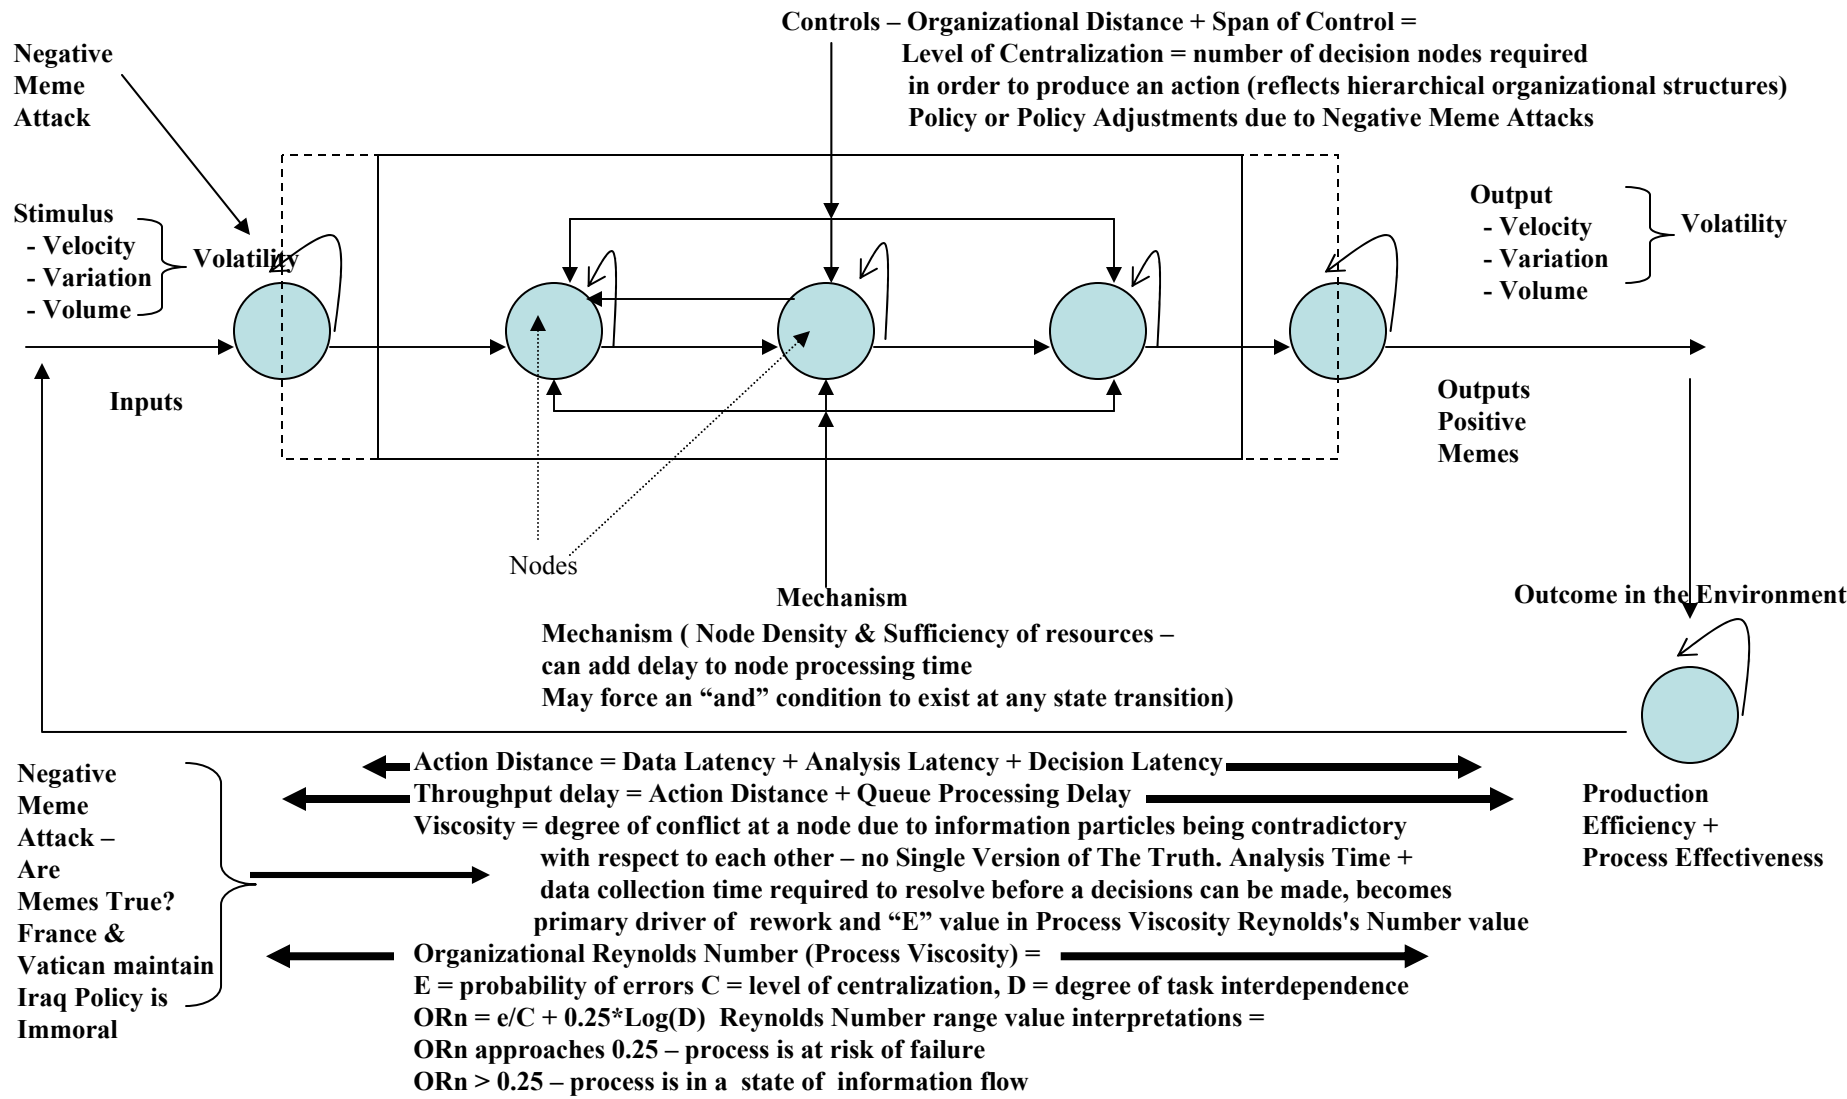 Controls – Organizational Distance + Span of Control =
Level of Centralization = number of decision nodes required
in order to produce an action (reflects hierarchical organizational structures)
Policy or Policy Adjustments due to Negative Meme Attacks
Negative
Meme
Attack
Stimulus
- Velocity
- Variation
- Volume
Volatility
Output
- Velocity
- Variation
- Volume
Volatility
Inputs
Outputs
Positive
Memes
Nodes
Mechanism
Mechanism ( Node Density & Sufficiency of resources –
can add delay to node processing time
May force an “and” condition to exist at any state transition)
Outcome in the Environment
Production
Efficiency +
Process Effectiveness
Negative
Meme
Attack –
Are
Memes True?
France &
Vatican maintain
Iraq Policy is
Immoral
Action Distance = Data Latency + Analysis Latency + Decision Latency
Throughput delay = Action Distance + Queue Processing Delay
Viscosity = degree of conflict at a node due to information particles being contradictory
with respect to each other – no Single Version of The Truth. Analysis Time +
data collection time required to resolve before a decisions can be made, becomes
primary driver of rework and “E” value in Process Viscosity Reynolds's Number value
Organizational Reynolds Number (Process Viscosity) =
E = probability of errors C = level of centralization, D = degree of task interdependence
ORn = e/C + 0.25*Log(D) Reynolds Number range value interpretations =
ORn approaches 0.25 – process is at risk of failure
ORn > 0.25 – process is in a state of information flow